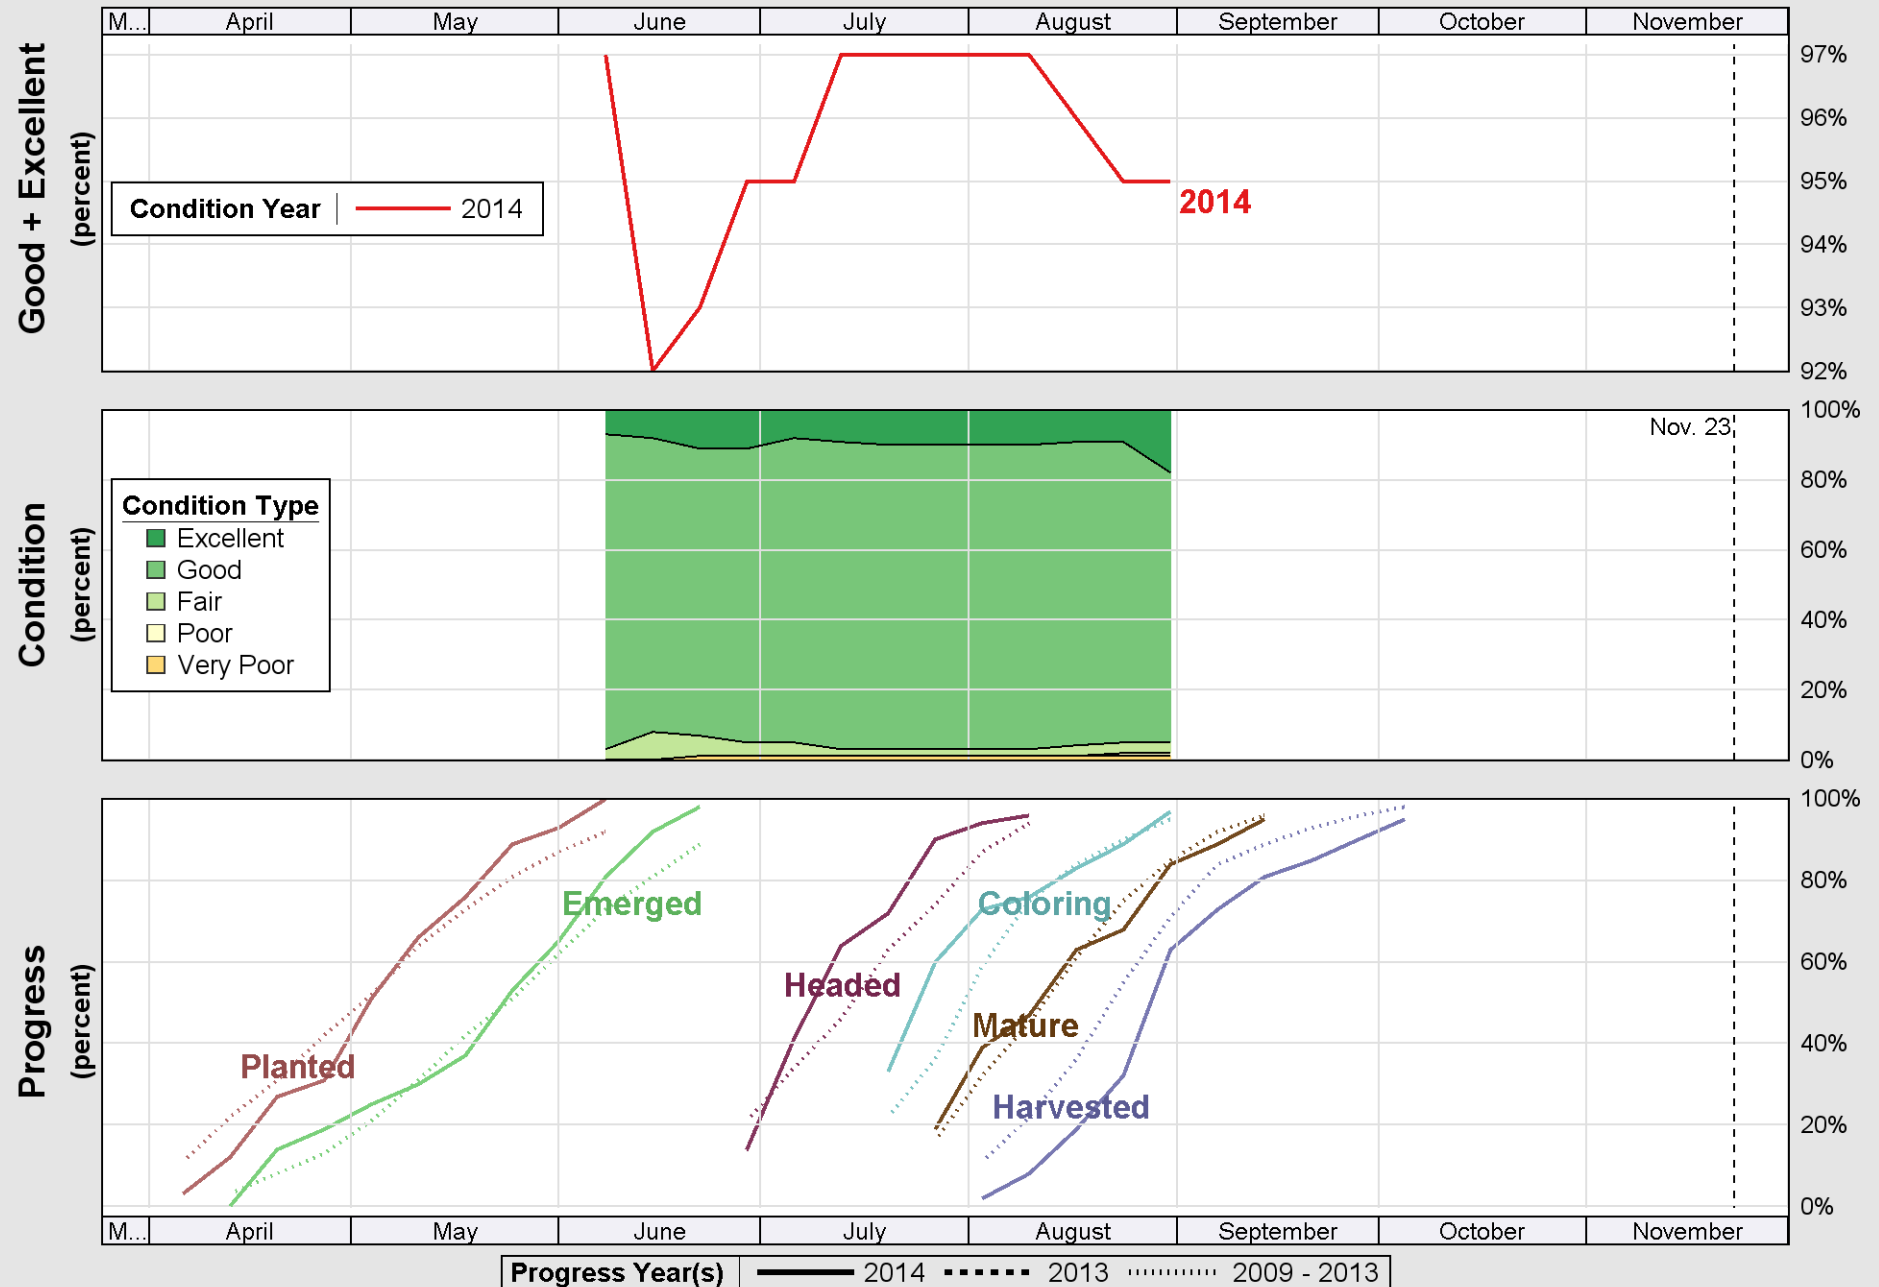 M... April May June July August September October November
Good + Excellent
(percent)
97%
96%
95%
94%
93%
92%
Condition Year 2014
2014
Condition
(percent)
100%
80%
60%
40%
20%
0%
Nov. 23
Condition Type
Excellent
Good
Fair
Poor
Very Poor
Progress
(percent)
100%
80%
60%
40%
20%
0%
Planted
Emerged
Headed
Coloring
Mature
Harvested
M... April May June July August September October November
Progress Year(s) 2014 2013 2009 - 2013